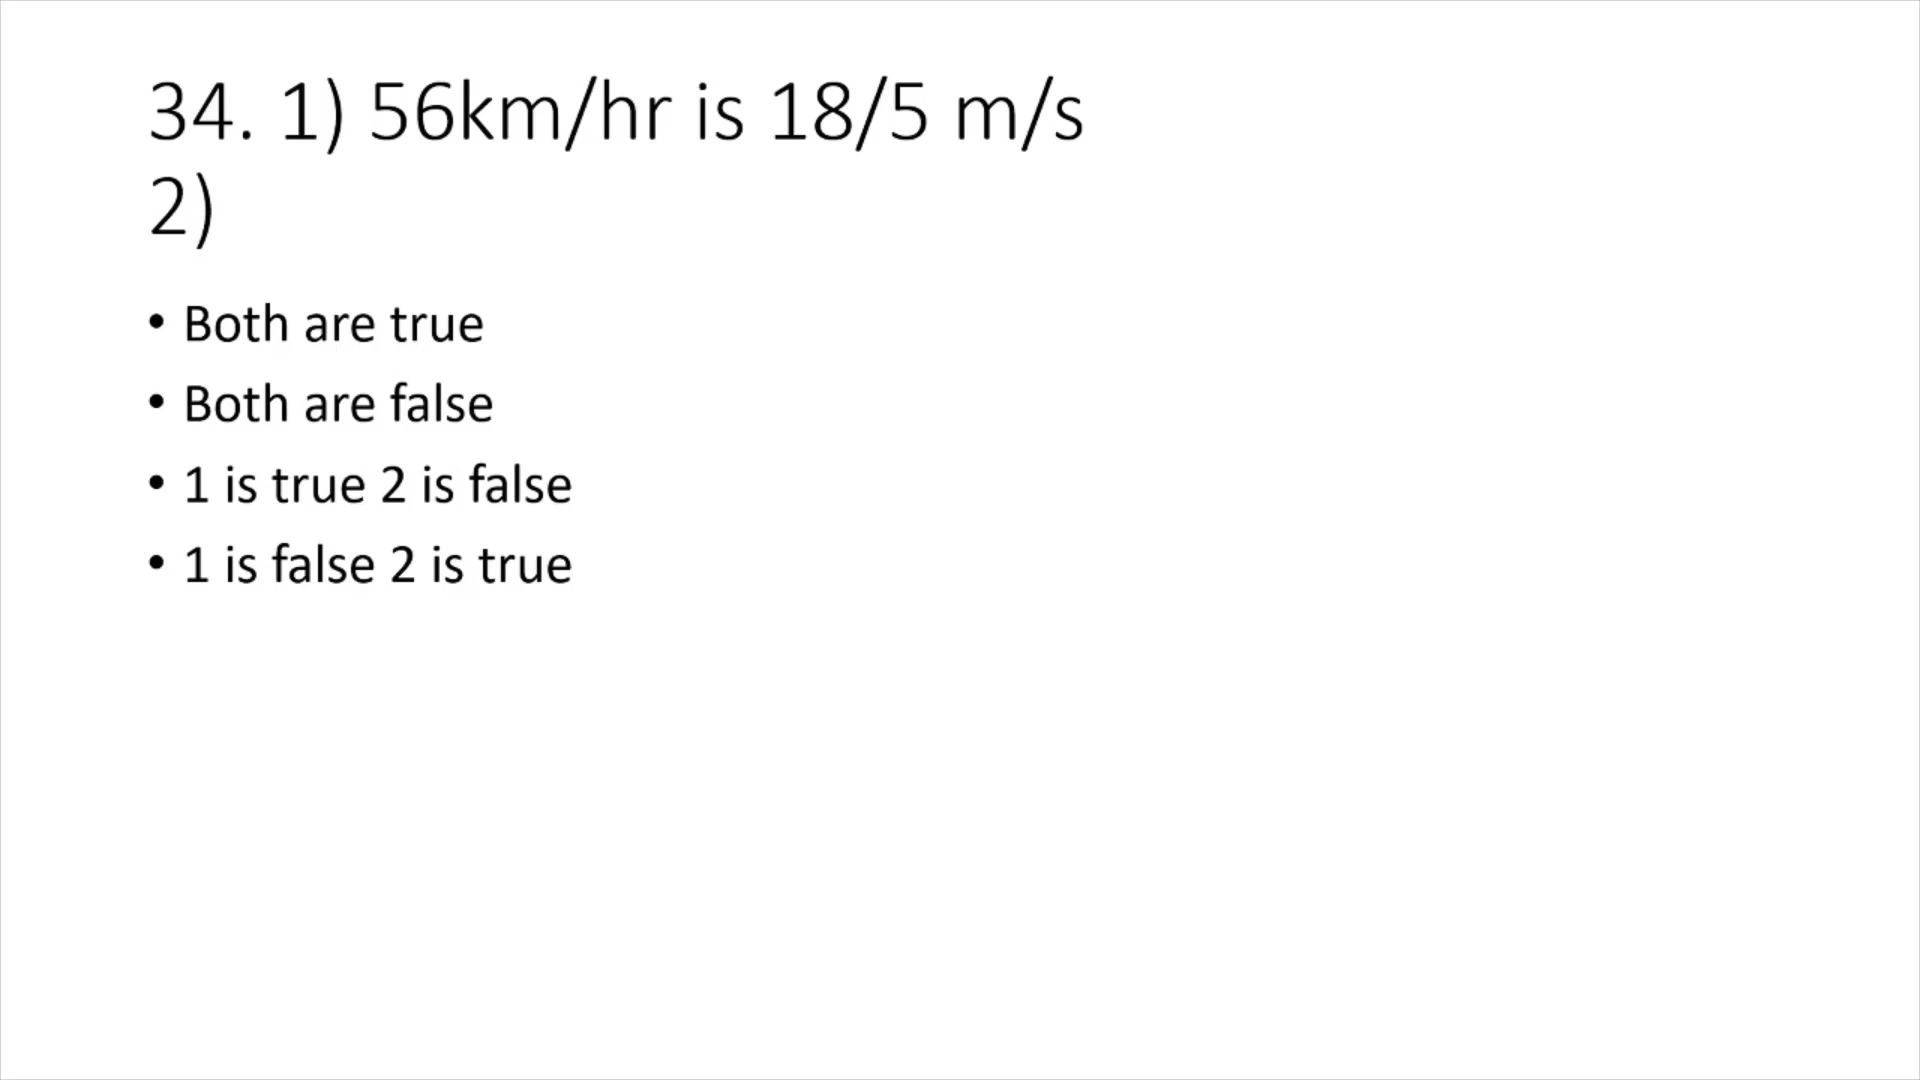 34. 1) 56km/hr is 18/5 m/s
2)
• Both are true
• Both are false
• 1 is true 2 is false
• 1 is false 2 is true